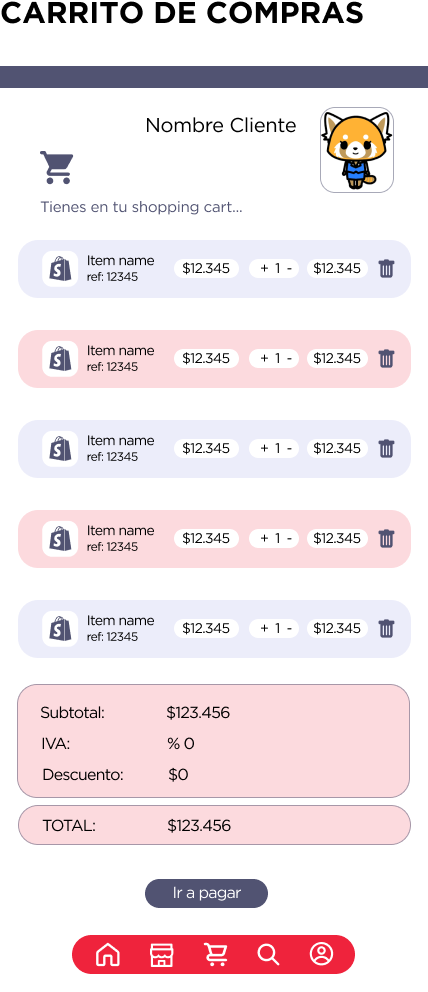 CARRITO DE COMPRAS
Nombre Cliente
Tienes en tu shopping cart...
Item name
ref: 12345
$12.345
+ 1 -
$12.345
Item name
ref: 12345
$12.345
+ 1 -
$12.345
Item name
ref: 12345
$12.345
+ 1 -
$12.345
Item name
ref: 12345
$12.345
+ 1 -
$12.345
Item name
ref: 12345
$12.345
+ 1 -
$12.345
Subtotal: $123.456
IVA: % 0
Descuento: $0
TOTAL: $123.456
Ir a pagar